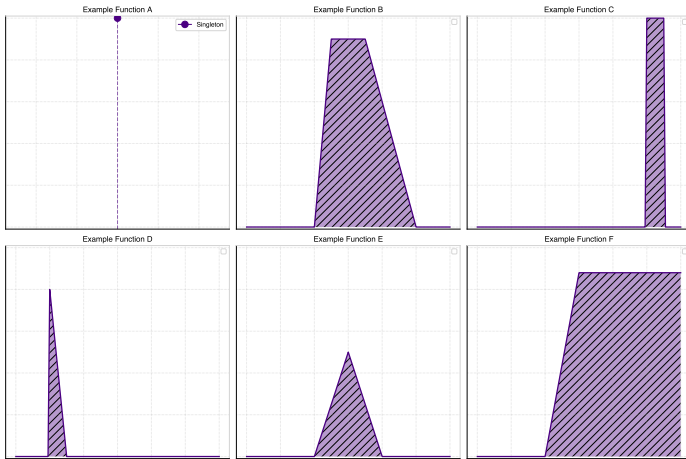 Example Function A
Singleton
Example Function B
Example Function C
Example Function D
Example Function E
Example Function F